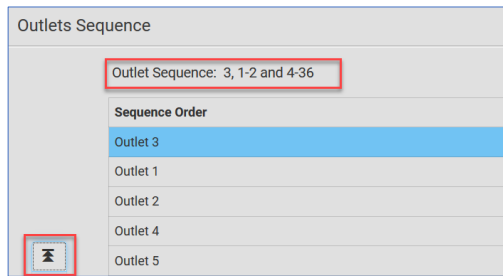 Outlets Sequence
Outlet Sequence: 3, 1-2 and 4-36
Sequence Order
Outlet 3
Outlet 1
Outlet 2
Outlet 4
Outlet 5